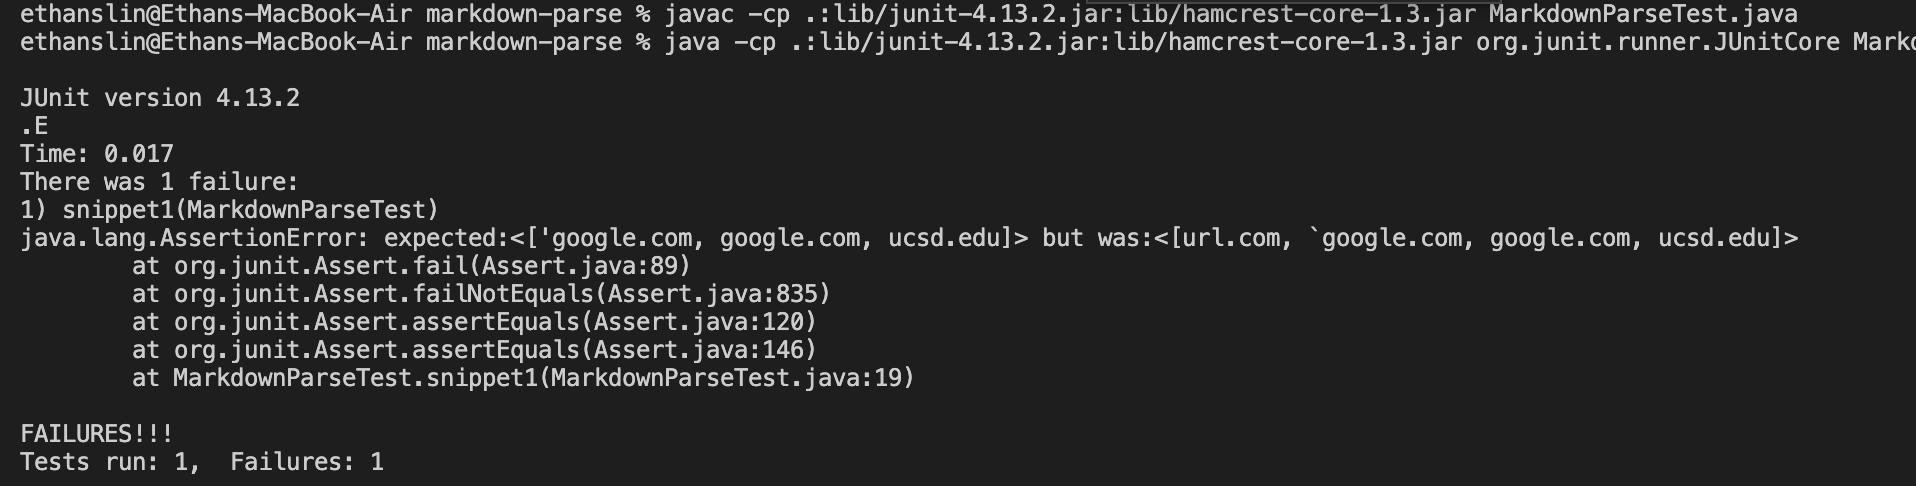 ethanslin@Ethans-MacBook-Air markdown-parse % javac -cp .:lib/junit-4.13.2.jar:lib/hamcrest-core-1.3.jar MarkdownParseTest.java
ethanslin@Ethans-MacBook-Air markdown-parse % java -cp .:lib/junit-4.13.2.jar:lib/hamcrest-core-1.3.jar org.junit.runner.JUnitCore
JUnit version 4.13.2
.E
Time: 0.017
There was 1 failure:
1) snippet1(MarkdownParseTest)
java.lang.AssertionError: expected:<['google.com, google.com, ucsd.edu]> but was:<[url.com, `google.com, google.com, ucsd.edu]>
at org.junit.Assert.fail(Assert.java:89)
at org.junit.Assert.failNotEquals(Assert.java:835)
at org.junit.Assert.assertEquals(Assert.java:120)
at org.junit.Assert.assertEquals(Assert.java:146)
at MarkdownParseTest.snippet1(MarkdownParseTest.java:19)
FAILURES!!!
Tests run: 1,  Failures: 1